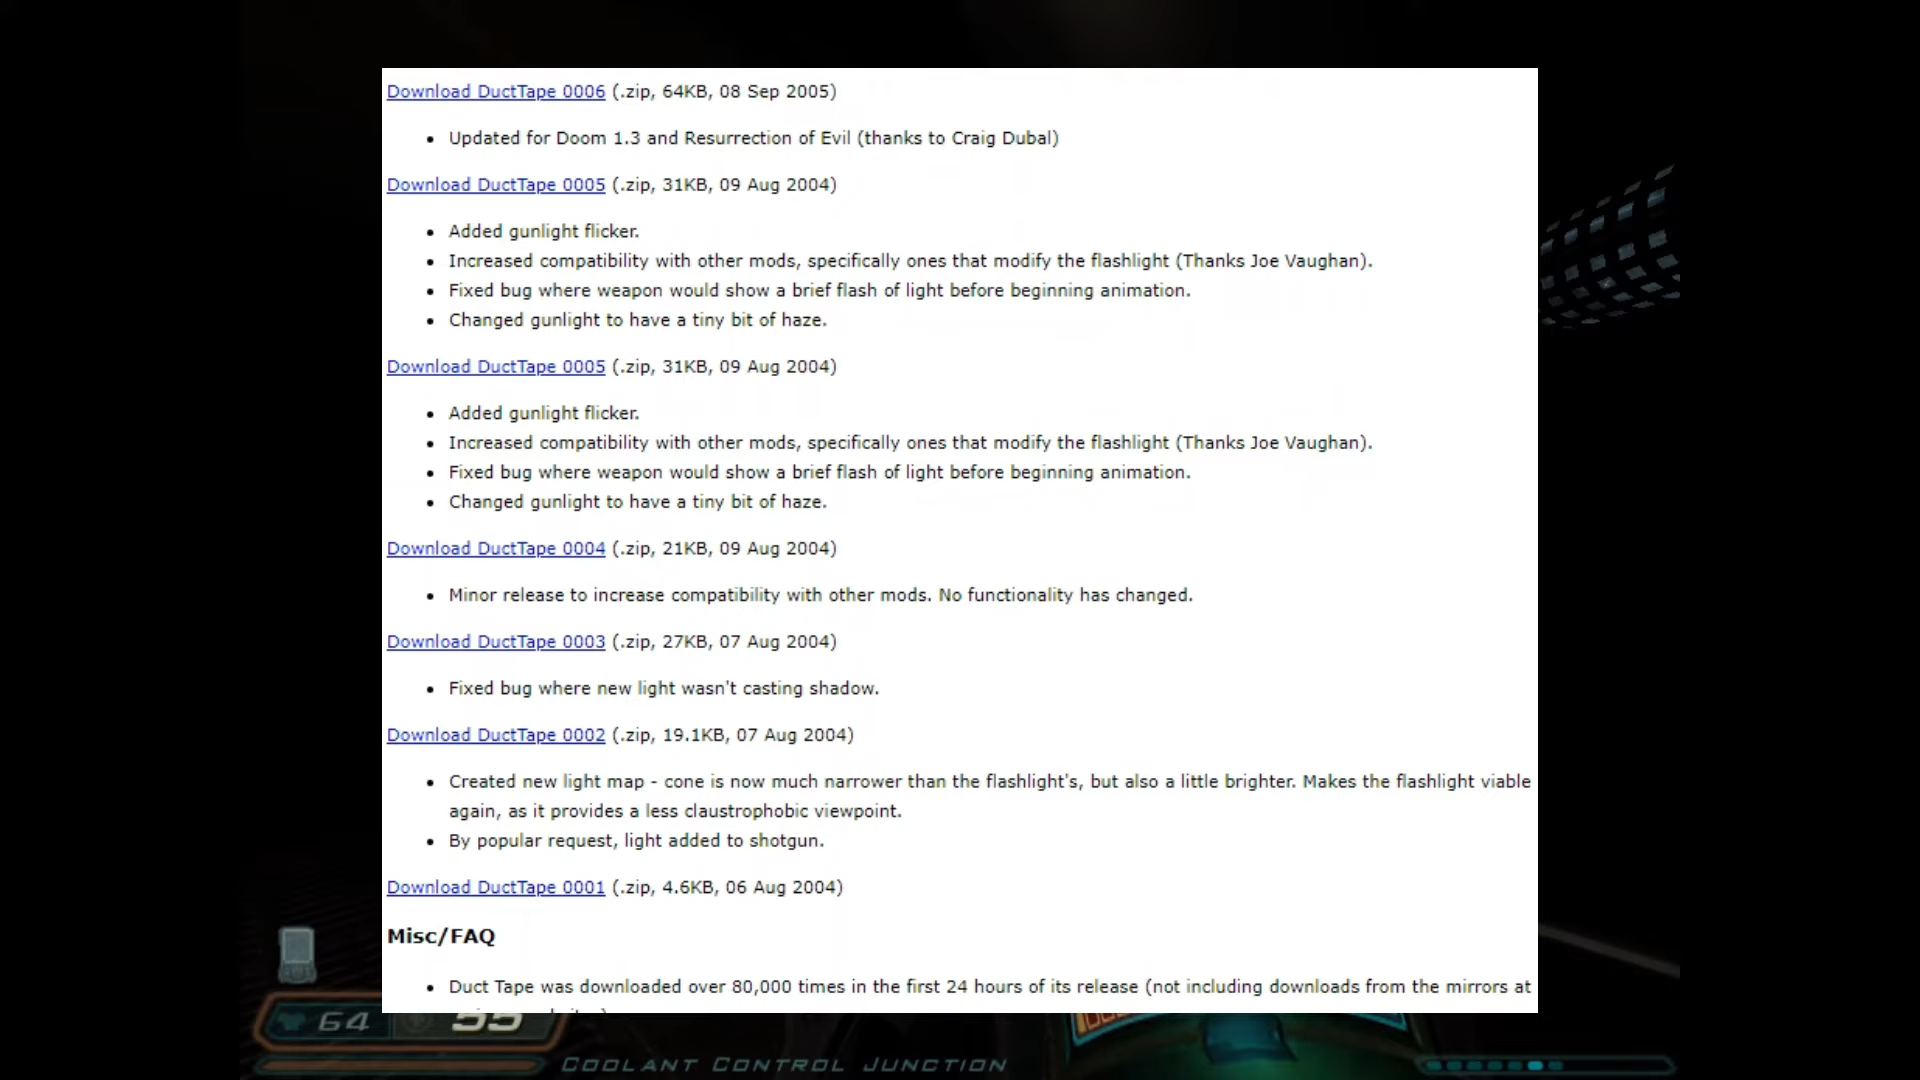 Download DuctTape 0006 (.zip, 64KB, 08 Sep 2005)
• Updated for Doom 1.3 and Resurrection of Evil (thanks to Craig Dubal)
Download DuctTape 0005 (.zip, 31KB, 09 Aug 2004)
• Added gunlight flicker.
• Increased compatibility with other mods, specifically ones that modify the flashlight (Thanks Joe Vaughan).
• Fixed bug where weapon would show a brief flash of light before beginning animation.
• Changed gunlight to have a tiny bit of haze.
Download DuctTape 0005 (.zip, 31KB, 09 Aug 2004)
• Added gunlight flicker.
• Increased compatibility with other mods, specifically ones that modify the flashlight (Thanks Joe Vaughan).
• Fixed bug where weapon would show a brief flash of light before beginning animation.
• Changed gunlight to have a tiny bit of haze.
Download DuctTape 0004 (.zip, 21KB, 09 Aug 2004)
• Minor release to increase compatibility with other mods. No functionality has changed.
Download DuctTape 0003 (.zip, 27KB, 07 Aug 2004)
• Fixed bug where new light wasn't casting shadow.
Download DuctTape 0002 (.zip, 19.1KB, 07 Aug 2004)
• Created new light map - cone is now much narrower than the flashlight's, but also a little brighter. Makes the flashlight viable
again, as it provides a less claustrophobic viewpoint.
• By popular request, light added to shotgun.
Download DuctTape 0001 (.zip, 4.6KB, 06 Aug 2004)
Misc/FAQ
• Duct Tape was downloaded over 80,000 times in the first 24 hours of its release (not including downloads from the mirrors at
64
COOLANT CONTROL JUNCTION